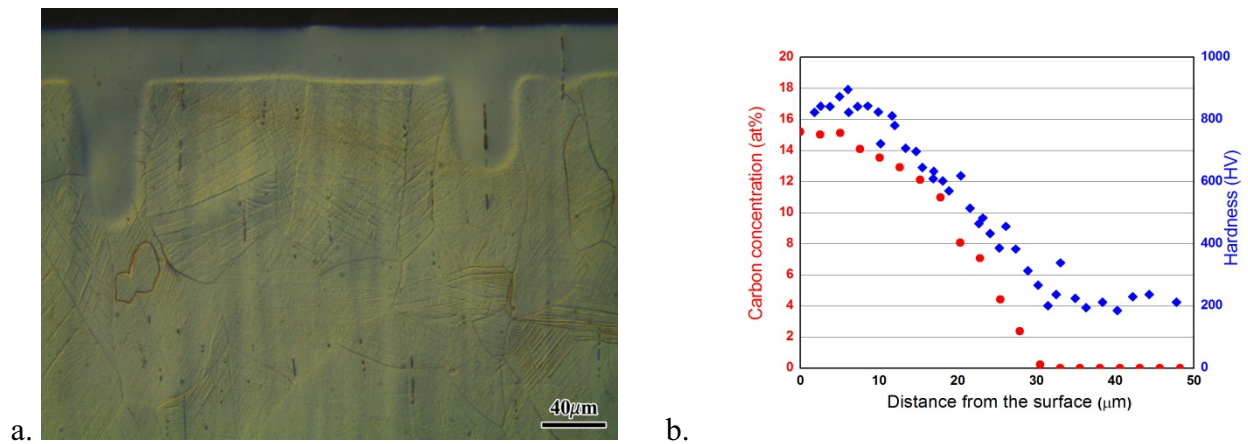 40μm
a.
20
18
16
14
12
10
8
6
4
2
0
Carbon concentration (at%)
1000
800
600
400
200
0
Hardness (HV)
0 10 20 30 40 50
Distance from the surface (μm)
b.